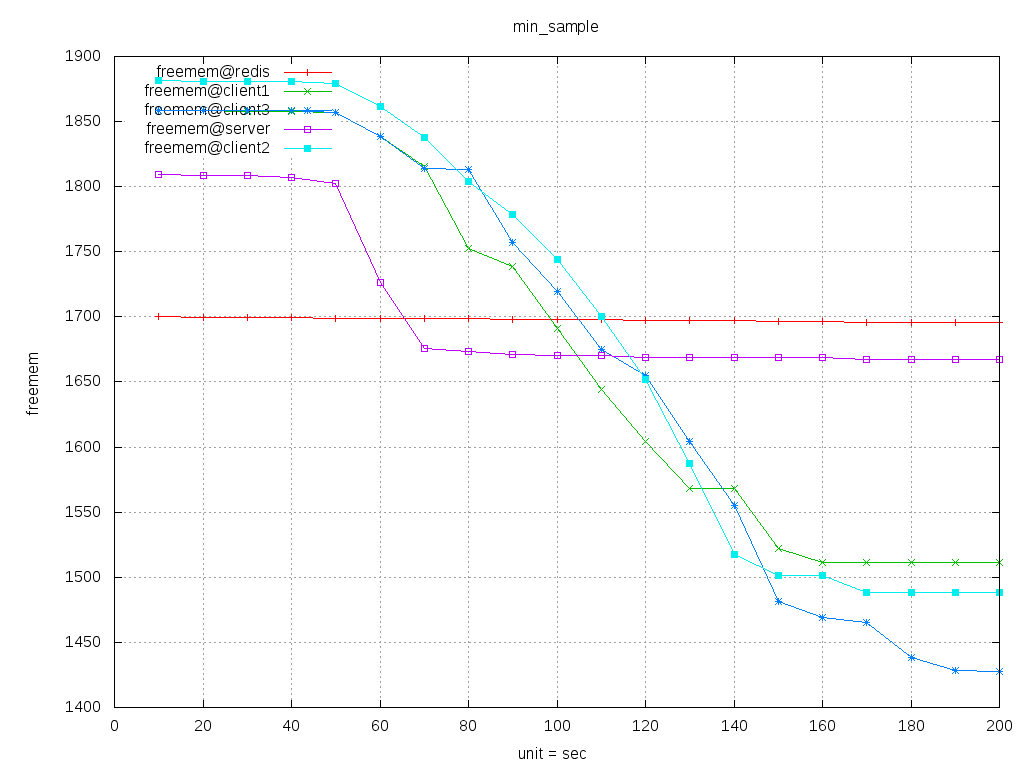 min_sample
1900
1850
1800
1750
1700
1650
1600
1550
1500
1450
1400
freemem
freemem@redis
freemem@client1
freemem@client3
freemem@server
freemem@client2
0 20 40 60 80 100 120 140 160 180 200
unit = sec